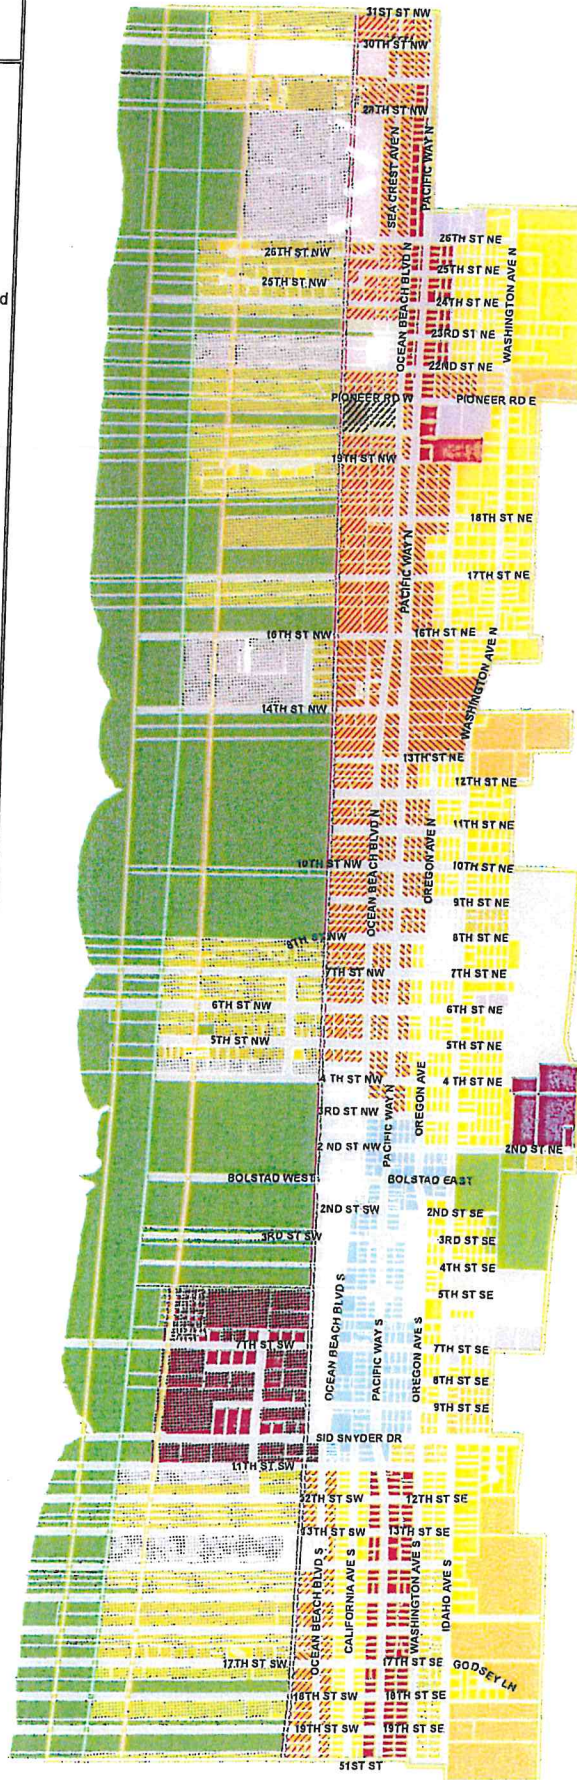 31ST ST NW
30TH ST NW
27TH ST NW
SEACREST AVE N
PACIFIC WAY N
26TH ST NE
26TH ST NW
25TH ST NE
25TH ST NW
OCEAN BEACH BLVD N
WASHINGTON AVE N
d
24TH ST NE
23RD ST NE
22ND ST NE
PIONEER RD W
PIONEER RD E
19TH ST NW
18TH ST NE
PACIFIC WAY N
17TH ST NE
16TH ST NW
16TH ST NE
WASHINGTON AVE N
14TH ST NW
13TH ST NE
12TH ST NE
OCEAN BEACH BLVD N
OREGON AVE N
11TH ST NE
10TH ST NW
10TH ST NE
9TH ST NE
8TH ST NW
8TH ST NE
7TH ST NW
7TH ST NE
6TH ST NW
6TH ST NE
5TH ST NW
5TH ST NE
4 TH ST NW
4 TH ST NE
PACIFIC WAY N
OREGON AVE
3RD ST NW
2 ND ST NW
2ND ST NE
BOLSTAD WEST
BOLSTAD EAST
2ND ST SW
2ND ST SE
3RD ST SW
3RD ST SE
4TH ST SE
5TH ST SE
OCEAN BEACH BLVD S
PACIFIC WAY S
OREGON AVE S
7TH ST SW
7TH ST SE
8TH ST SE
9TH ST SE
SID SNYDER DR
11TH ST SW
12TH ST SW
12TH ST SE
13TH ST SW
13TH ST SE
OCEAN BEACH BLVD S
CALIFORNIA AVE S
WASHINGTON AVE S
IDAHO AVE S
17TH ST SW
17TH ST SE
GODSEY LN
18TH ST SW
18TH ST SE
19TH ST SW
19TH ST SE
51ST ST